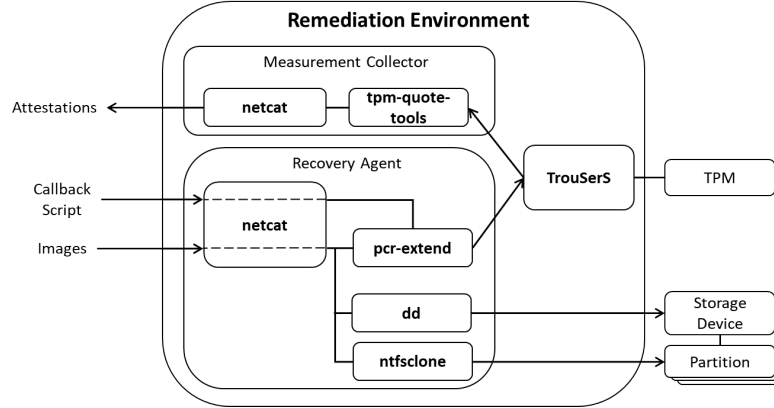 Remediation Environment
Measurement Collector
Attestations
netcat
tpm-quote-
tools
Recovery Agent
TrouSerS
TPM
Callback
Script
netcat
Images
pcr-extend
dd
Storage
Device
ntfsclone
Partition